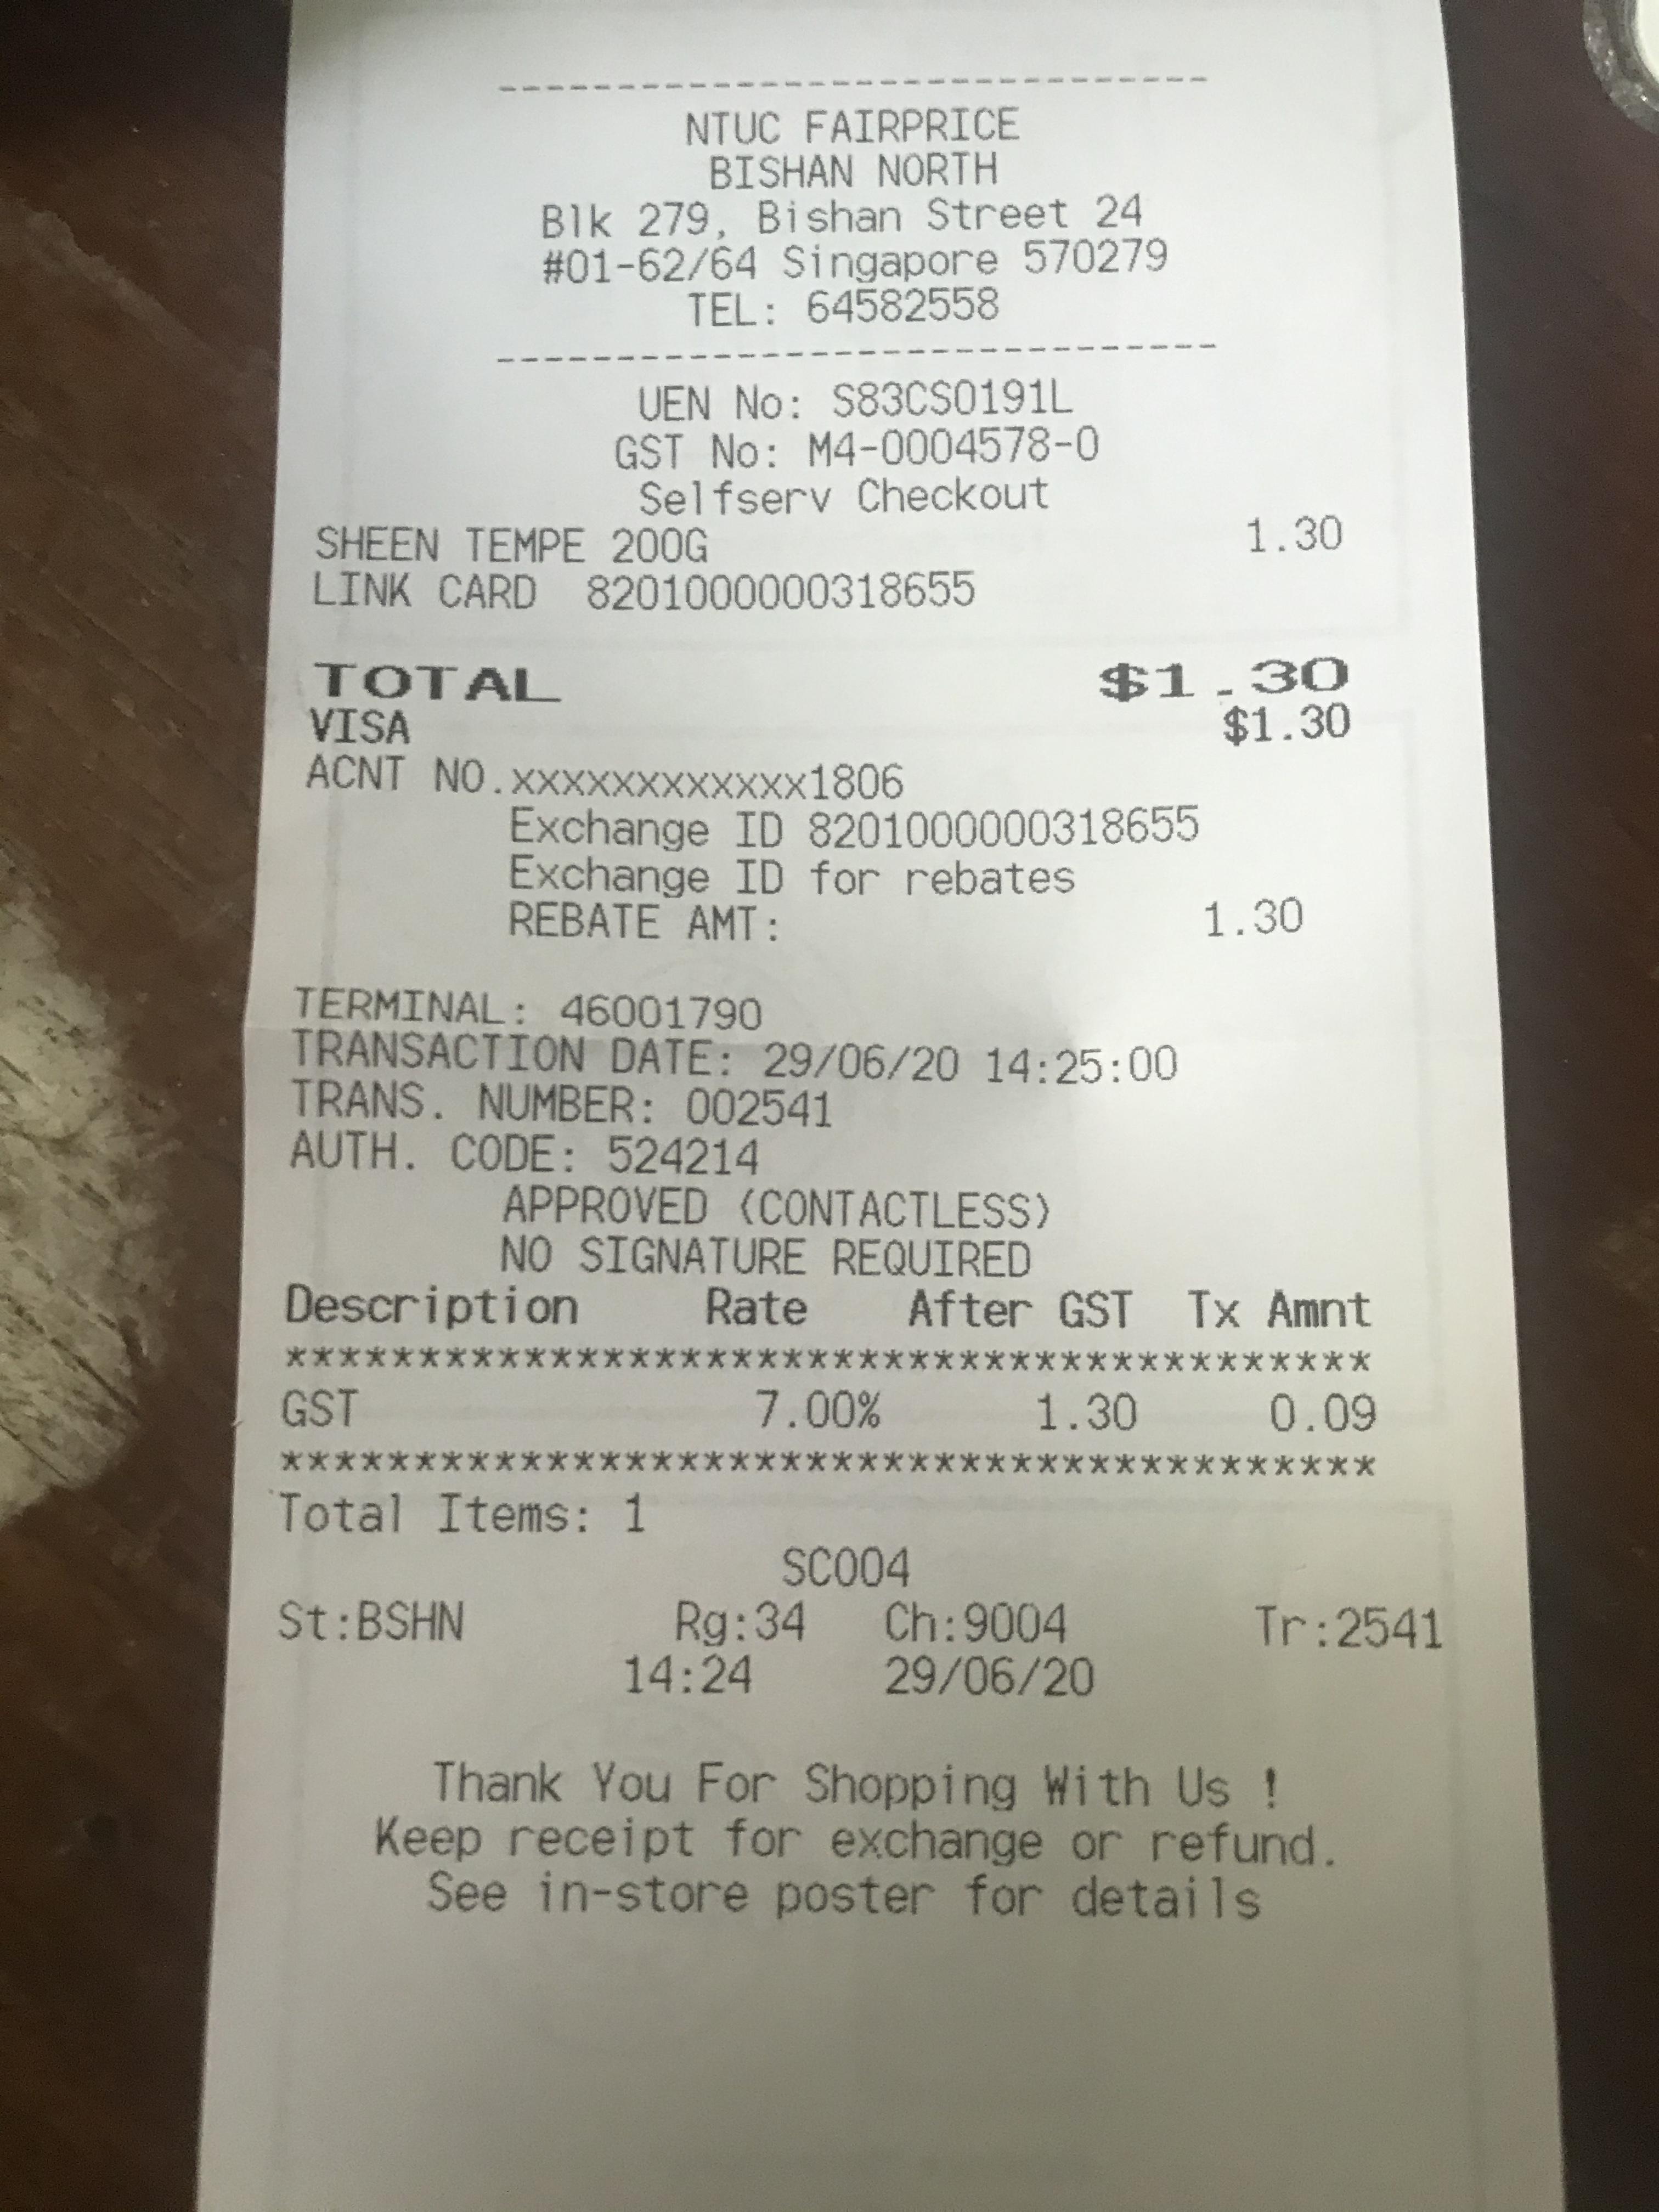 ------------------------------
NTUC FAIRPRICE
BISHAN NORTH
Blk 279, Bishan Street 24
#01-62/64 Singapore 570279
TEL: 64582558
------------------------------
UEN No: S83CS0191L
GST No: M4-0004578-0
Selfserv Checkout
SHEEN TEMPE 200G 1.30
LINK CARD 8201000000318655
TOTAL $1.30
VISA $1.30
ACNT NO.xxxxxxxxxxxx1806
Exchange ID 8201000000318655
Exchange ID for rebates
REBATE AMT: 1.30
TERMINAL: 46001790
TRANSACTION DATE: 29/06/20 14:25:00
TRANS. NUMBER: 002541
AUTH. CODE: 524214
APPROVED (CONTACTLESS)
NO SIGNATURE REQUIRED
Description Rate After GST Tx Amnt
******************************************
GST 7.00% 1.30 0.09
******************************************
Total Items: 1
SC004
St:BSHN Rg:34 Ch:9004 Tr:2541
14:24 29/06/20
Thank You For Shopping With Us !
Keep receipt for exchange or refund.
See in-store poster for details